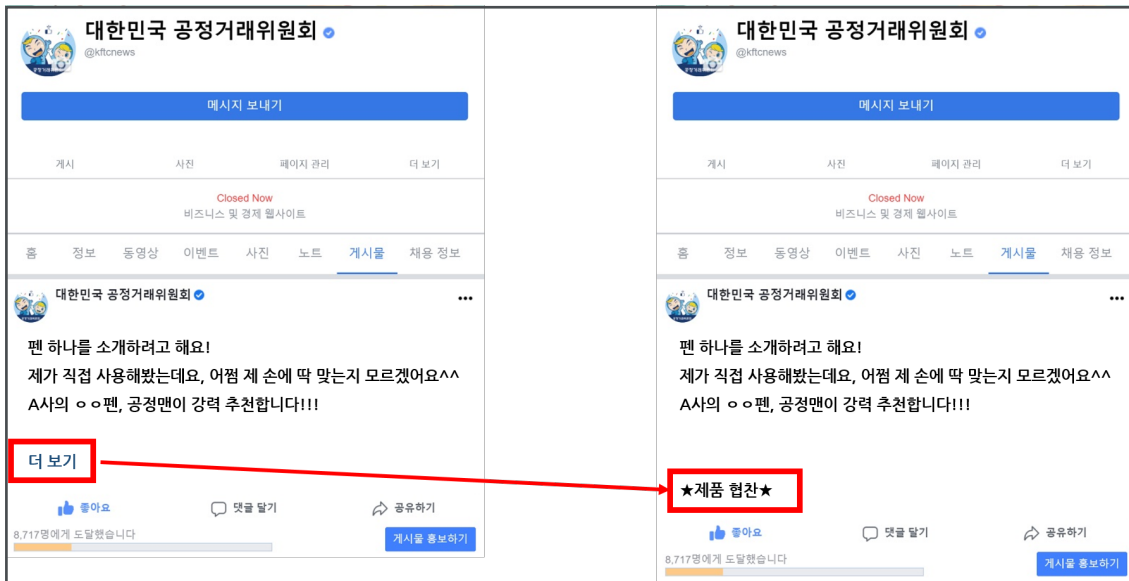 대한민국 공정거래위원회
@kftcnews
메시지 보내기
게시 사진 페이지 관리 더 보기
Closed Now
비즈니스 및 경제 웹사이트
홈 정보 동영상 이벤트 사진 노트 게시물 채용 정보
대한민국 공정거래위원회
펜 하나를 소개하려고 해요!
제가 직접 사용해봤는데요, 어쩜 제 손에 딱 맞는지 모르겠어요^^
A사의 ㅇㅇ펜, 공정맨이 강력 추천합니다!!!
더 보기
좋아요 댓글 달기 공유하기
8,717명에게 도달했습니다
게시물 홍보하기
대한민국 공정거래위원회
@kftcnews
메시지 보내기
게시 사진 페이지 관리 더 보기
Closed Now
비즈니스 및 경제 웹사이트
홈 정보 동영상 이벤트 사진 노트 게시물 채용 정보
대한민국 공정거래위원회
펜 하나를 소개하려고 해요!
제가 직접 사용해봤는데요, 어쩜 제 손에 딱 맞는지 모르겠어요^^
A사의 ㅇㅇ펜, 공정맨이 강력 추천합니다!!!
★제품 협찬★
좋아요 댓글 달기 공유하기
8,717명에게 도달했습니다
게시물 홍보하기